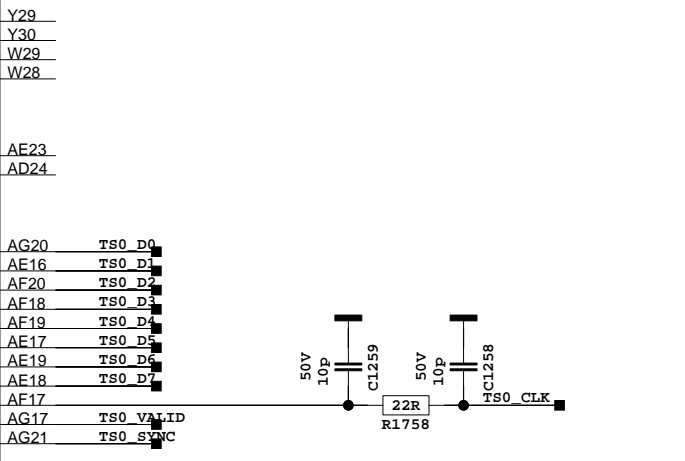 Y29
Y30
W29
W28
AE23
AD24
AG20 TS0_D0
AE16 TS0_D1
AF20 TS0_D2
AF18 TS0_D3
AF19 TS0_D4
AE17 TS0_D5
AE19 TS0_D6
AE18 TS0_D7
AF17
AG17 TS0_VALID
AG21 TS0_SYNC
50V
10p
C1259
50V
10p
C1258
22R
R1758
TS0_CLK